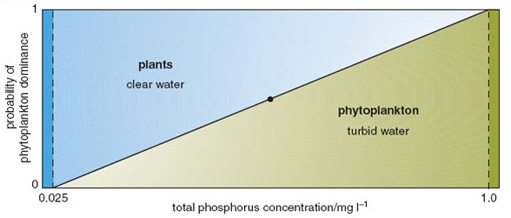 1
probability of
phytoplankton dominance
plants
clear water
phytoplankton
turbid water
0
0.025
total phosphorus concentration/mg l⁻¹
1.0